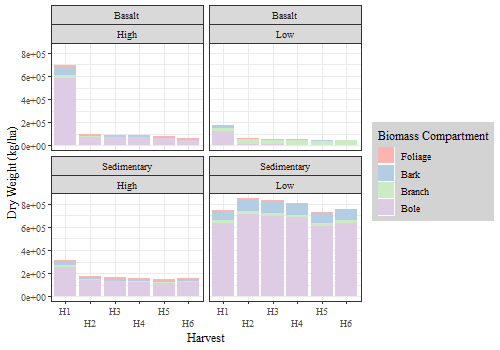 Basalt
Basalt
High
Low
8e+05
6e+05
4e+05
2e+05
0e+00
Sedimentary
Sedimentary
High
Low
8e+05
6e+05
4e+05
2e+05
0e+00
H1
H2
H3
H4
H5
H6
H1
H2
H3
H4
H5
H6
Harvest
Dry Weight (kg/ha)
Biomass Compartment
Foliage
Bark
Branch
Bole